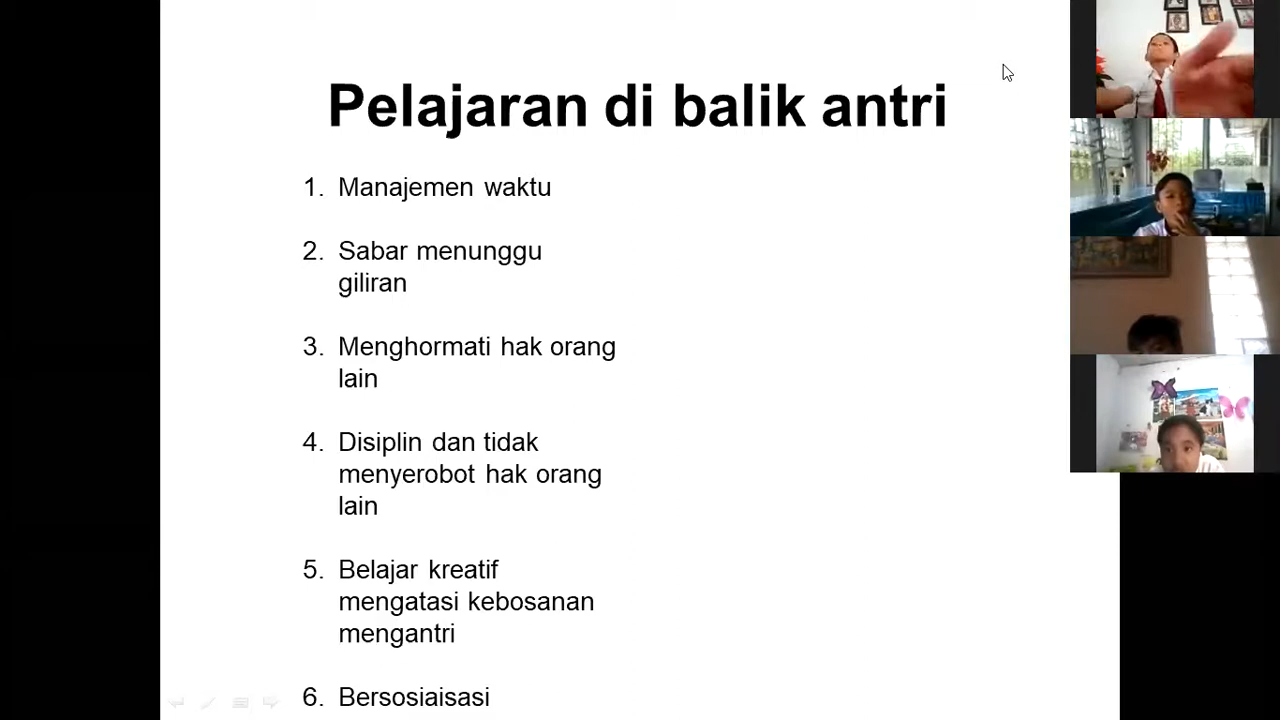 Pelajaran di balik antri
1. Manajemen waktu
2. Sabar menunggu
giliran
3. Menghormati hak orang
lain
4. Disiplin dan tidak
menyerobot hak orang
lain
5. Belajar kreatif
mengatasi kebosanan
mengantri
6. Bersosiaisasi